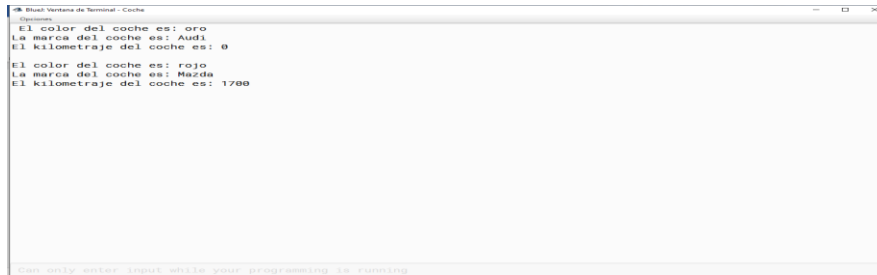 BlueJ: Ventana de Terminal - Coche
Opciones
El color del coche es: oro
La marca del coche es: Audi
El kilometraje del coche es: 0
El color del coche es: rojo
La marca del coche es: Mazda
El kilometraje del coche es: 1700
Can only enter input while your programming is running